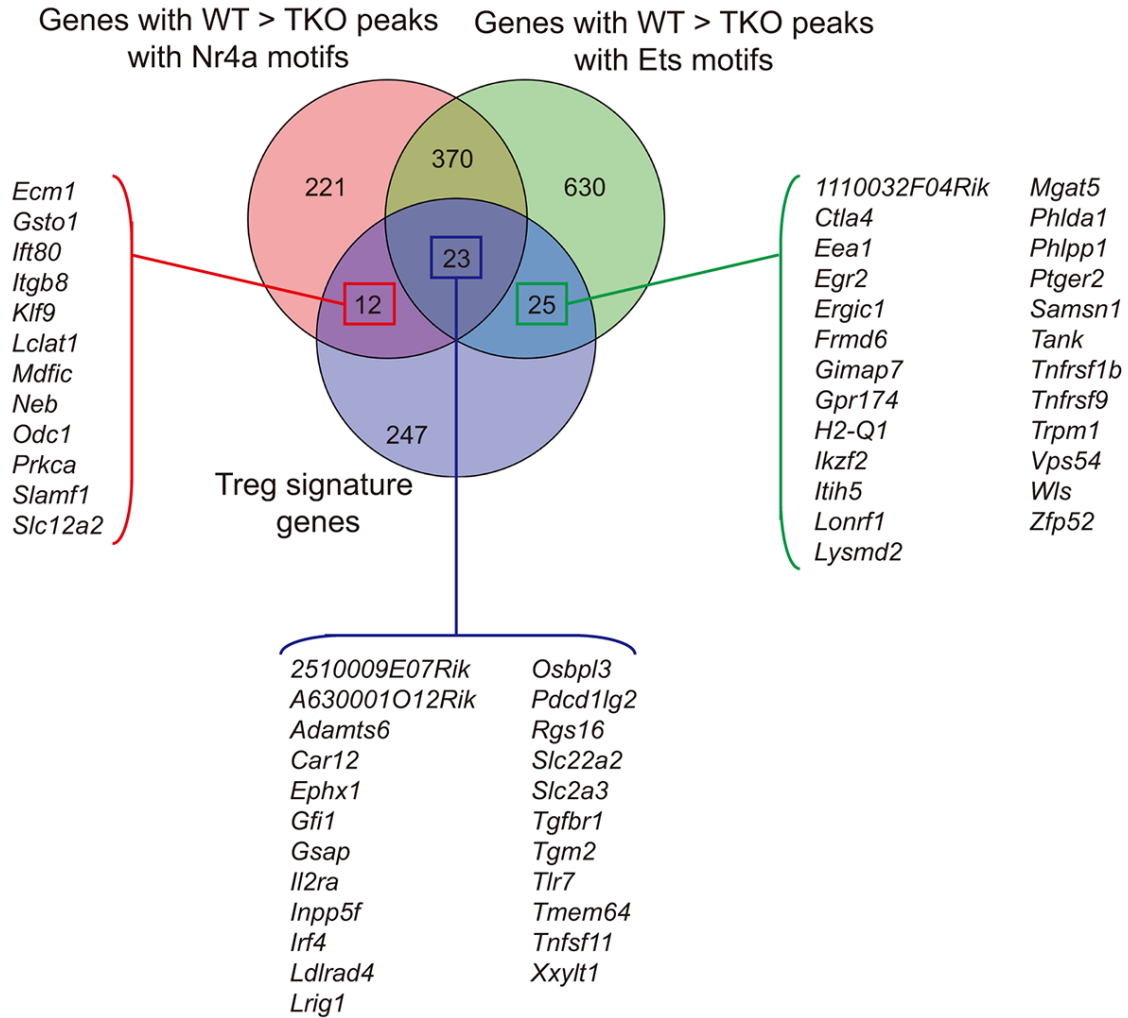 Genes with WT > TKO peaks
with Nr4a motifs
Genes with WT > TKO peaks
with Ets motifs
221
370
630
23
12
25
247
Treg signature
genes
Ecm1
Gsto1
Ift80
Itgb8
Klf9
Lclat1
Mdfic
Neb
Odc1
Prkca
Slamf1
Slc12a2
1110032F04Rik
Ctla4
Eea1
Egr2
Ergic1
Frmd6
Gimap7
Gpr174
H2-Q1
Ikzf2
Itih5
Lonrf1
Lysmd2
Mgat5
Phlda1
Phlpp1
Ptger2
Samsn1
Tank
Tnfrsf1b
Tnfrsf9
Trpm1
Vps54
Wls
Zfp52
2510009E07Rik
A630001O12Rik
Adamts6
Car12
Ephx1
Gfi1
Gsap
Il2ra
Inpp5f
Irf4
Ldlrad4
Lrig1
Osbpl3
Pdcd1lg2
Rgs16
Slc22a2
Slc2a3
Tgfbr1
Tgm2
Tlr7
Tmem64
Tnfsf11
Xxylt1